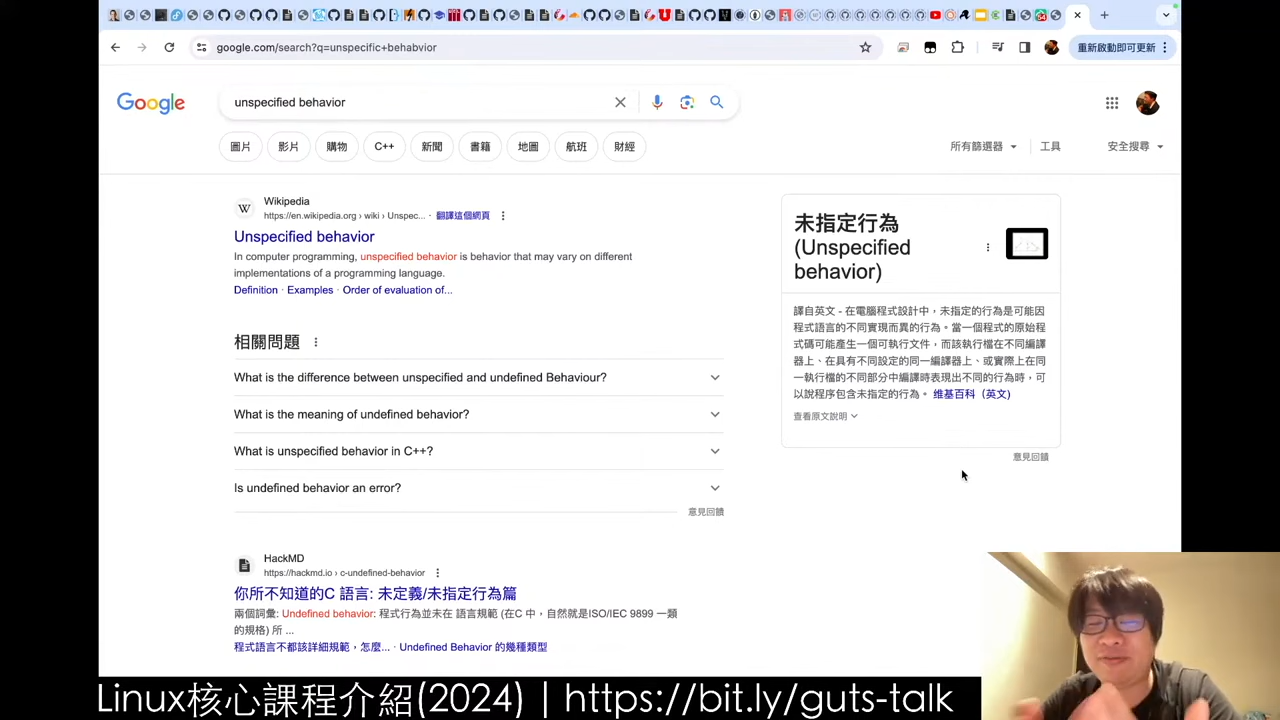 google.com/search?q=unspecific+behabvior
重新啟動即可更新
Google
unspecified behavior
圖片
影片
購物
C++
新聞
書籍
地圖
航班
財經
所有篩選器
工具
安全搜尋
W
Wikipedia
https://en.wikipedia.org › wiki › Unspec... · 翻譯這個網頁
Unspecified behavior
In computer programming, unspecified behavior is behavior that may vary on different
implementations of a programming language.
Definition · Examples · Order of evaluation of...
相關問題
What is the difference between unspecified and undefined Behaviour?
What is the meaning of undefined behavior?
What is unspecified behavior in C++?
Is undefined behavior an error?
意見回饋
HackMD
https://hackmd.io › c-undefined-behavior
你所不知道的C 語言: 未定義/未指定行為篇
兩個詞彙: Undefined behavior: 程式行為並未在 語言規範 (在C 中，自然就是ISO/IEC 9899 一類
的規格) 所 ...
程式語言不都該詳細規範，怎麼... · Undefined Behavior 的幾種類型
未指定行為
(Unspecified
behavior)
譯自英文 - 在電腦程式設計中，未指定的行為是可能因
程式語言的不同實現而異的行為。當一個程式的原始程
式碼可能產生一個可執行文件，而該執行檔在不同編譯
器上、在具有不同設定的同一編譯器上、或實際上在同
一執行檔的不同部分中編譯時表現出不同的行為時，可
以說程序包含未指定的行為。 维基百科（英文）
查看原文說明
意見回饋
Linux核心課程介紹(2024) | https://bit.ly/guts-talk